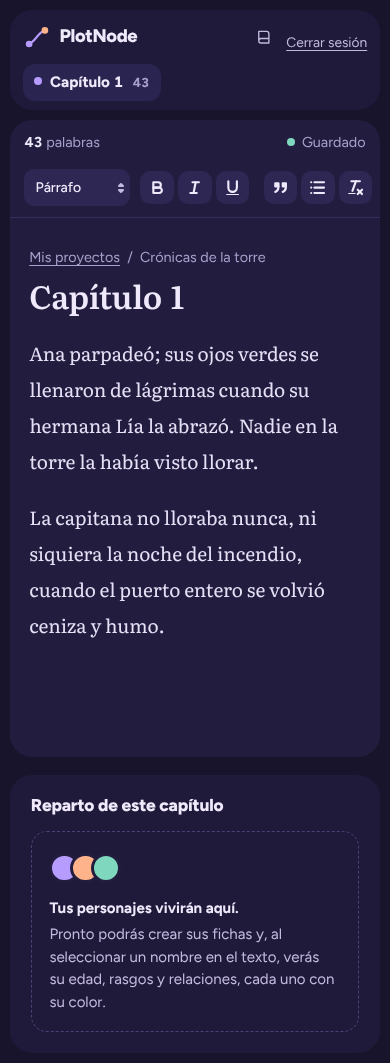 PlotNode
Cerrar sesión
Capítulo 1 43
43 palabras
Guardado
Párrafo
B I U
Mis proyectos / Crónicas de la torre
Capítulo 1
Ana parpadeó; sus ojos verdes se
llenaron de lágrimas cuando su
hermana Lía la abrazó. Nadie en la
torre la había visto llorar.
La capitana no lloraba nunca, ni
siquiera la noche del incendio,
cuando el puerto entero se volvió
ceniza y humo.
Reparto de este capítulo
Tus personajes vivirán aquí.
Pronto podrás crear sus fichas y, al
seleccionar un nombre en el texto, verás
su edad, rasgos y relaciones, cada uno con
su color.